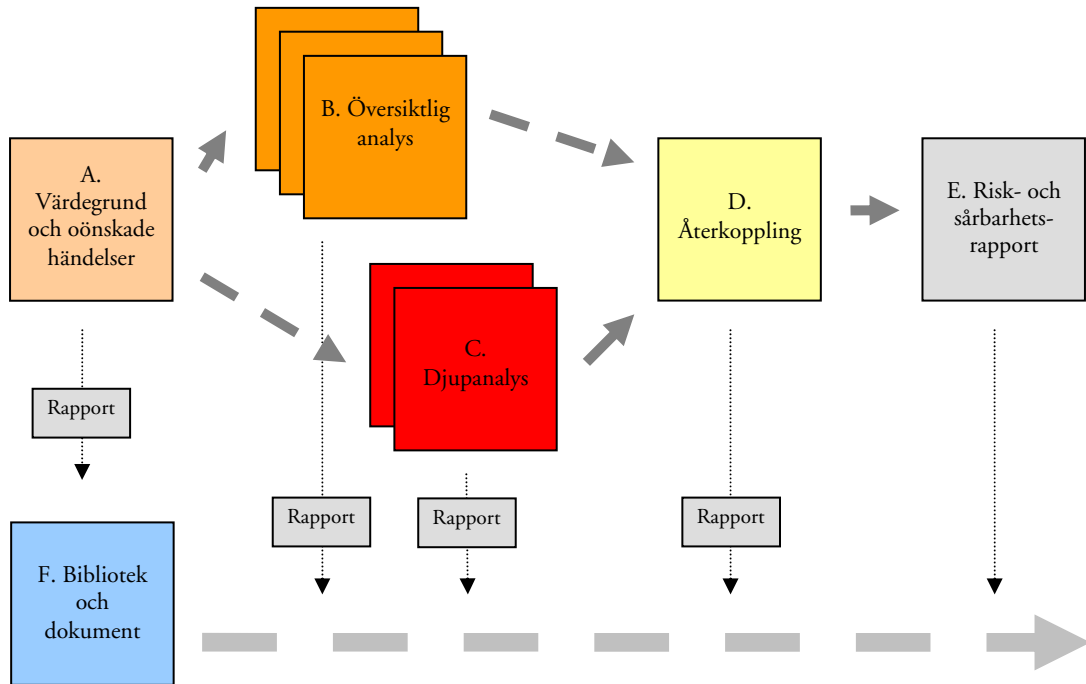 A.
Värdegrund
och oönskade
händelser
B. Översiktlig
analys
C.
Djupanalys
D.
Återkoppling
E. Risk- och
sårbarhets-
rapport
Rapport
Rapport
Rapport
Rapport
F. Bibliotek
och
dokument